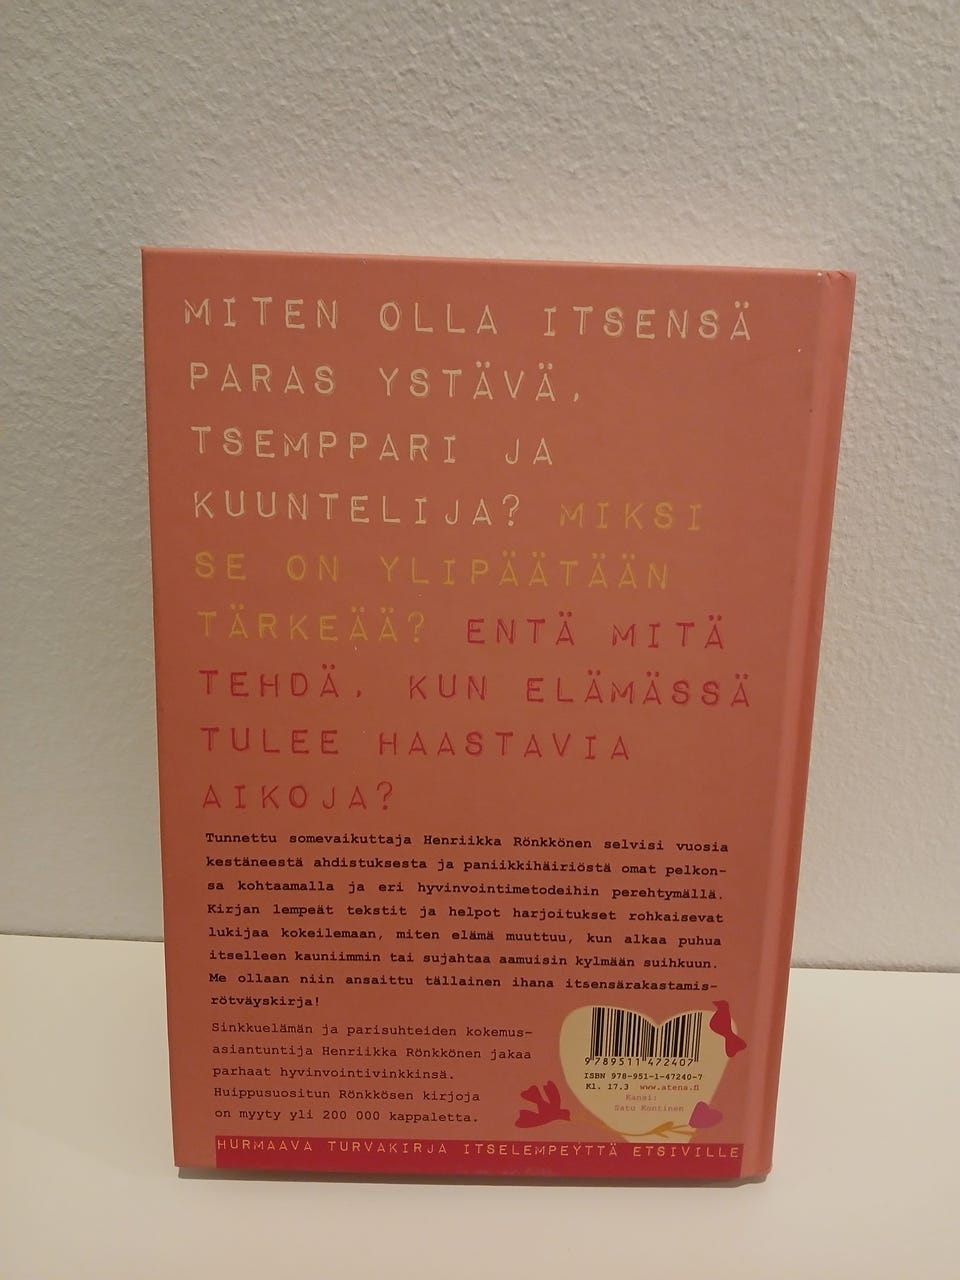 MITEN OLLA ITSENSÄ
PARAS YSTÄVÄ,
TSEMPPARI JA
KUUNTELIJA? MIKSI
SE ON YLIPÄÄTÄÄN
TÄRKEÄÄ? ENTÄ MITÄ
TEHDÄ, KUN ELÄMÄSSÄ
TULEE HAASTAVIA
AIKOJA?
Tunnettu somevaikuttaja Henriikka Rönkkönen selvisi vuosia
kestäneestä ahdistuksesta ja paniikkihäiriöstä omat pelkon-
sa kohtaamalla ja eri hyvinvointimetodeihin perehtymällä.
Kirjan lempeät tekstit ja helpot harjoitukset rohkaisevat
lukijaa kokeilemaan, miten elämä muuttuu, kun alkaa puhua
itselleen kauniimmin tai sujahtaa aamuisin kylmään suihkuun.
Me ollaan niin ansaittu tällainen ihana itsensärakastamis-
rötväyskirja!
Sinkkuelämän ja parisuhteiden kokemus-
asiantuntija Henriikka Rönkkönen jakaa
parhaat hyvinvointivinkkinsä.
Huippusuositun Rönkkösen kirjoja
on myyty yli 200 000 kappaletta.
9 789511 472407
ISBN 978-951-1-47240-7
Kl. 17.3 www.atena.fi
Kansi:
Satu Kontinen
HURMAAVA TURVAKIRJA ITSELEMPEYTTÄ ETSIVILLE